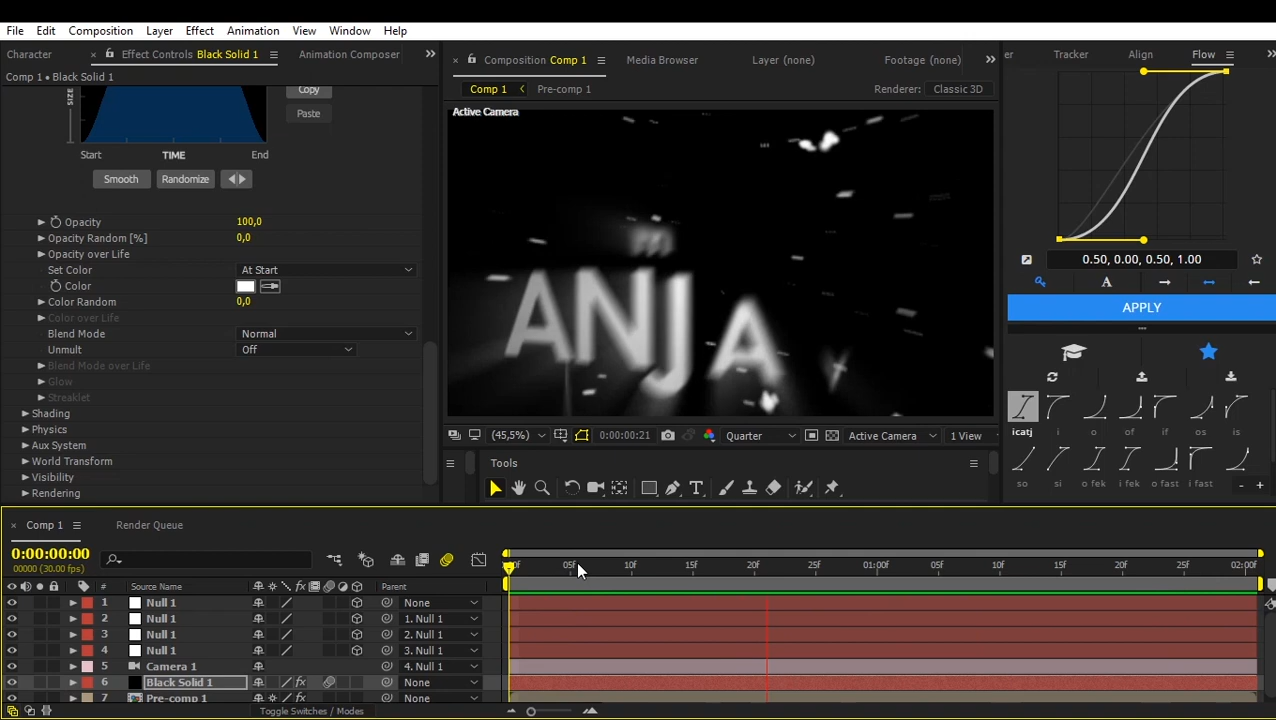 File Edit Composition Layer Effect Animation View Window Help
Character × Effect Controls Black Solid 1 Animation Composer
Comp 1 • Black Solid 1
Copy
Paste
Start TIME End
Smooth Randomize
Opacity 100,0
Opacity Random [%] 0,0
Opacity over Life
Set Color At Start
Color
Color Random 0,0
Color over Life
Blend Mode Normal
Unmult Off
Blend Mode over Life
Glow
Streaklet
Shading
Physics
Aux System
World Transform
Visibility
Rendering
× Composition Comp 1 Media Browser Layer (none) Footage (none)
Comp 1 Pre-comp 1 Renderer: Classic 3D
Active Camera
m
ANJA
(45,5%) 0:00:00:21 Quarter Active Camera 1 View
Tools
er Tracker Align Flow
0.50, 0.00, 0.50, 1.00
A
APPLY
icatj i o of if os is
so si o fek i fek o fast i fast
× Comp 1 Render Queue
0:00:00:00
00000 (30.00 fps)
05f 10f 15f 20f 25f 01:00f 05f 10f 15f 20f 25f 02:00f
# Source Name Parent
1 Null 1 None
2 Null 1 1. Null 1
3 Null 1 2. Null 1
4 Null 1 3. Null 1
5 Camera 1 4. Null 1
6 Black Solid 1 fx None
7 Pre-comp 1 fx None
Toggle Switches / Modes